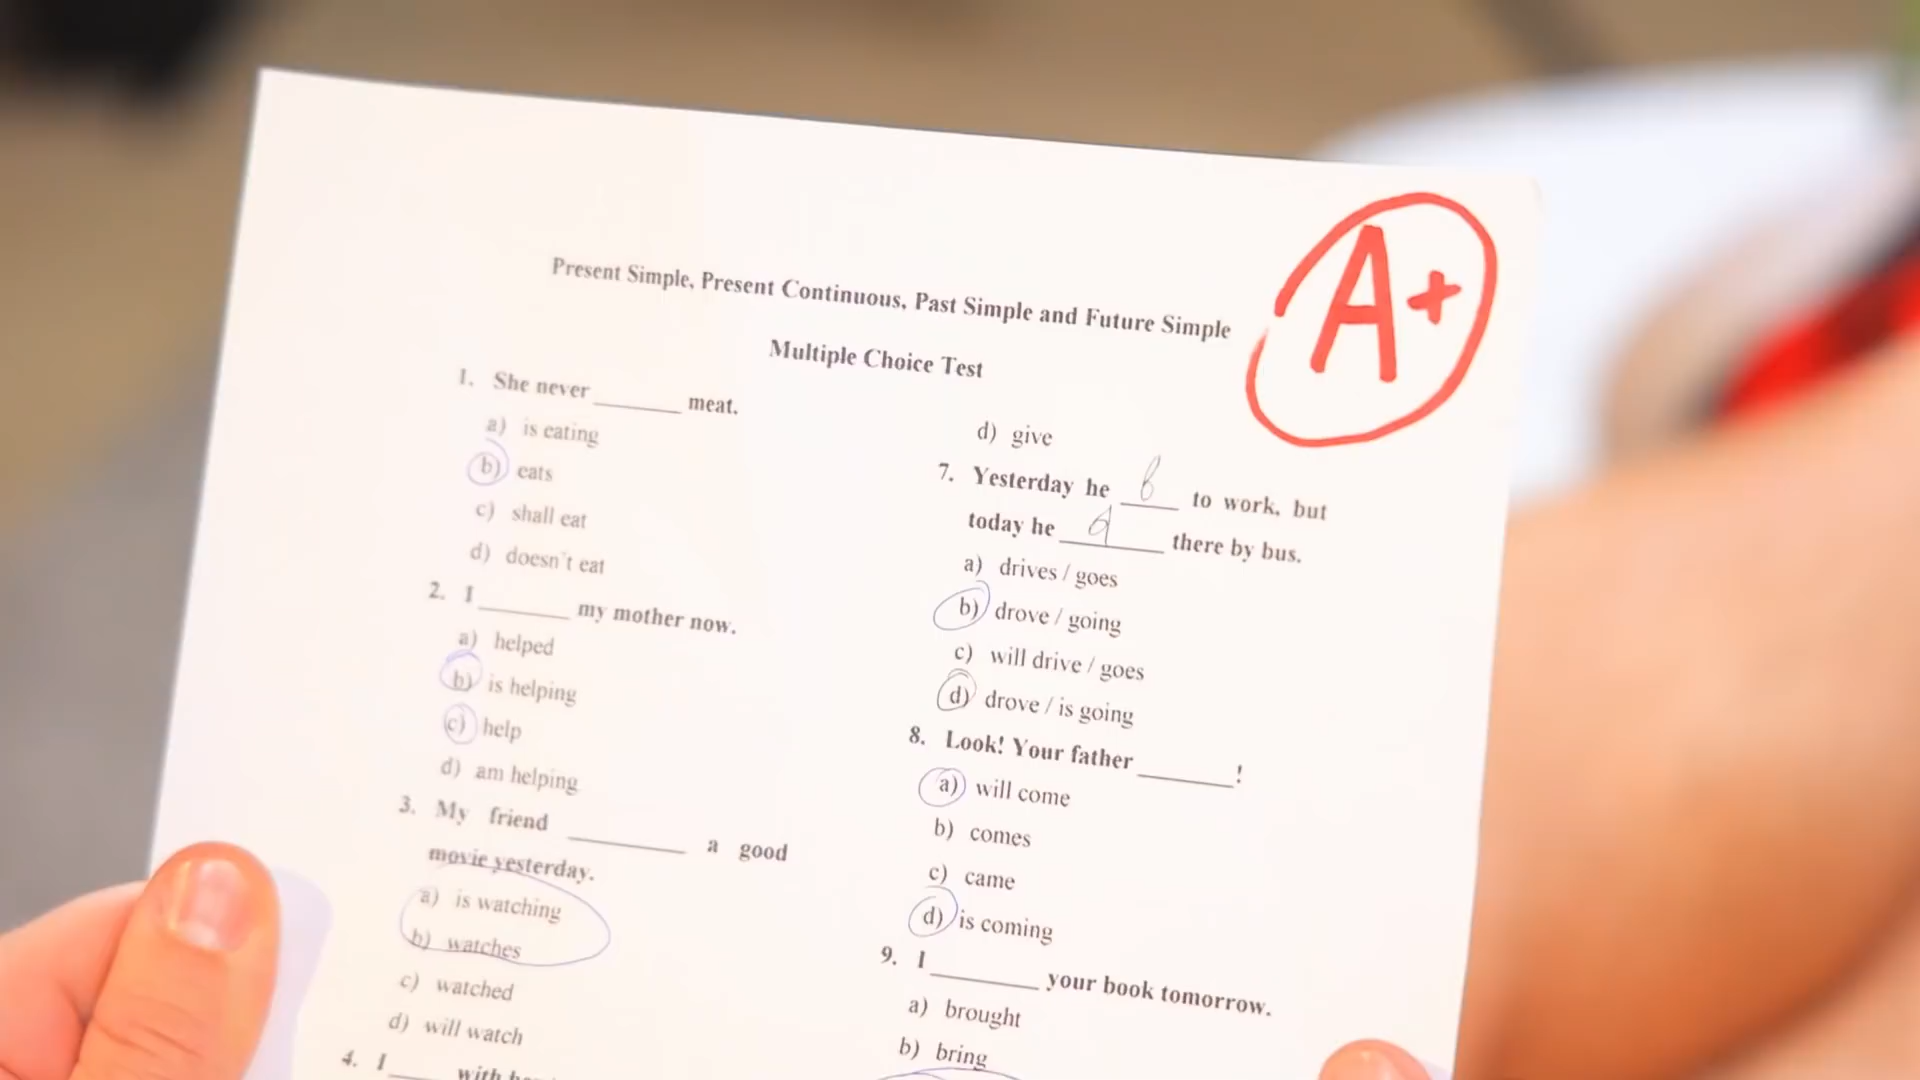 A+
Present Simple, Present Continuous, Past Simple and Future Simple
Multiple Choice Test
1. She never ______ meat.
a) is eating
b) eats
c) shall eat
d) doesn't eat
2. I ______ my mother now.
a) helped
b) is helping
c) help
d) am helping
3. My friend ______ a good
movie yesterday.
a) is watching
b) watches
c) watched
d) will watch
4. I ____ with
d) give
7. Yesterday he b to work, but
today he d there by bus.
a) drives / goes
b) drove / going
c) will drive / goes
d) drove / is going
8. Look! Your father ______!
a) will come
b) comes
c) came
d) is coming
9. I ______ your book tomorrow.
a) brought
b) bring